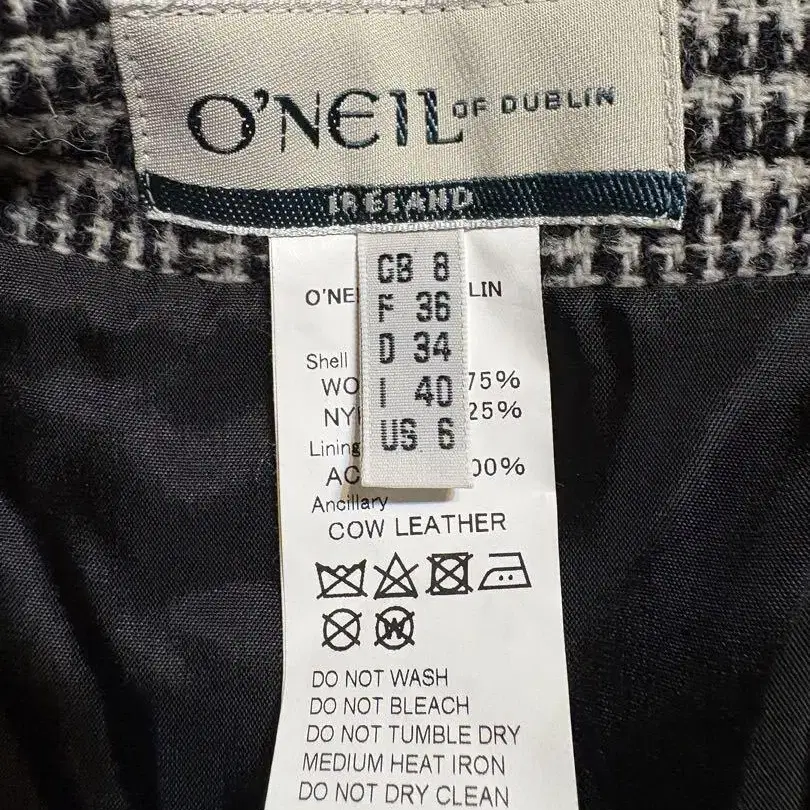 O'NEIL OF DUBLIN
IRELAND
GB 8
F 36
D 34
I 40
US 6
O'NE LIN
Shell
WO 75%
NY 25%
Lining
AC 00%
Ancillary
COW LEATHER
W
DO NOT WASH
DO NOT BLEACH
DO NOT TUMBLE DRY
MEDIUM HEAT IRON
DO NOT DRY CLEAN